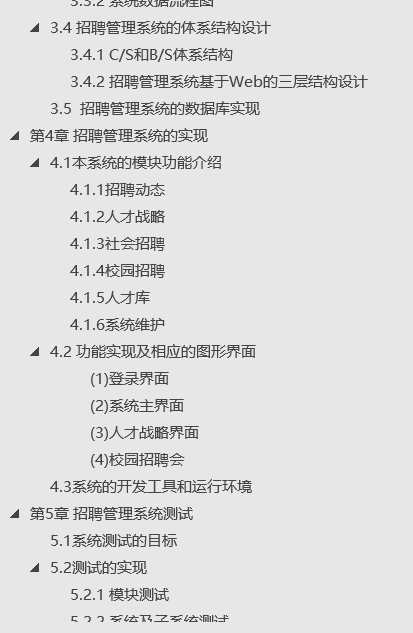 3.3.2 系统数据流程图
3.4 招聘管理系统的体系结构设计
3.4.1 C/S和B/S体系结构
3.4.2 招聘管理系统基于Web的三层结构设计
3.5 招聘管理系统的数据库实现
第4章 招聘管理系统的实现
4.1本系统的模块功能介绍
4.1.1招聘动态
4.1.2人才战略
4.1.3社会招聘
4.1.4校园招聘
4.1.5人才库
4.1.6系统维护
4.2 功能实现及相应的图形界面
(1)登录界面
(2)系统主界面
(3)人才战略界面
(4)校园招聘会
4.3系统的开发工具和运行环境
第5章 招聘管理系统测试
5.1系统测试的目标
5.2测试的实现
5.2.1 模块测试
5.2.2 系统及子系统测试